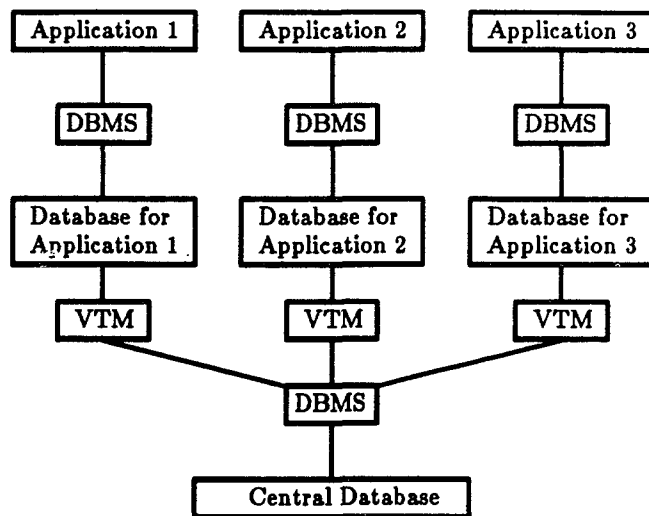 Application 1
Application 2
Application 3
DBMS
DBMS
DBMS
Database for
Application 1
Database for
Application 2
Database for
Application 3
VTM
VTM
VTM
DBMS
Central Database